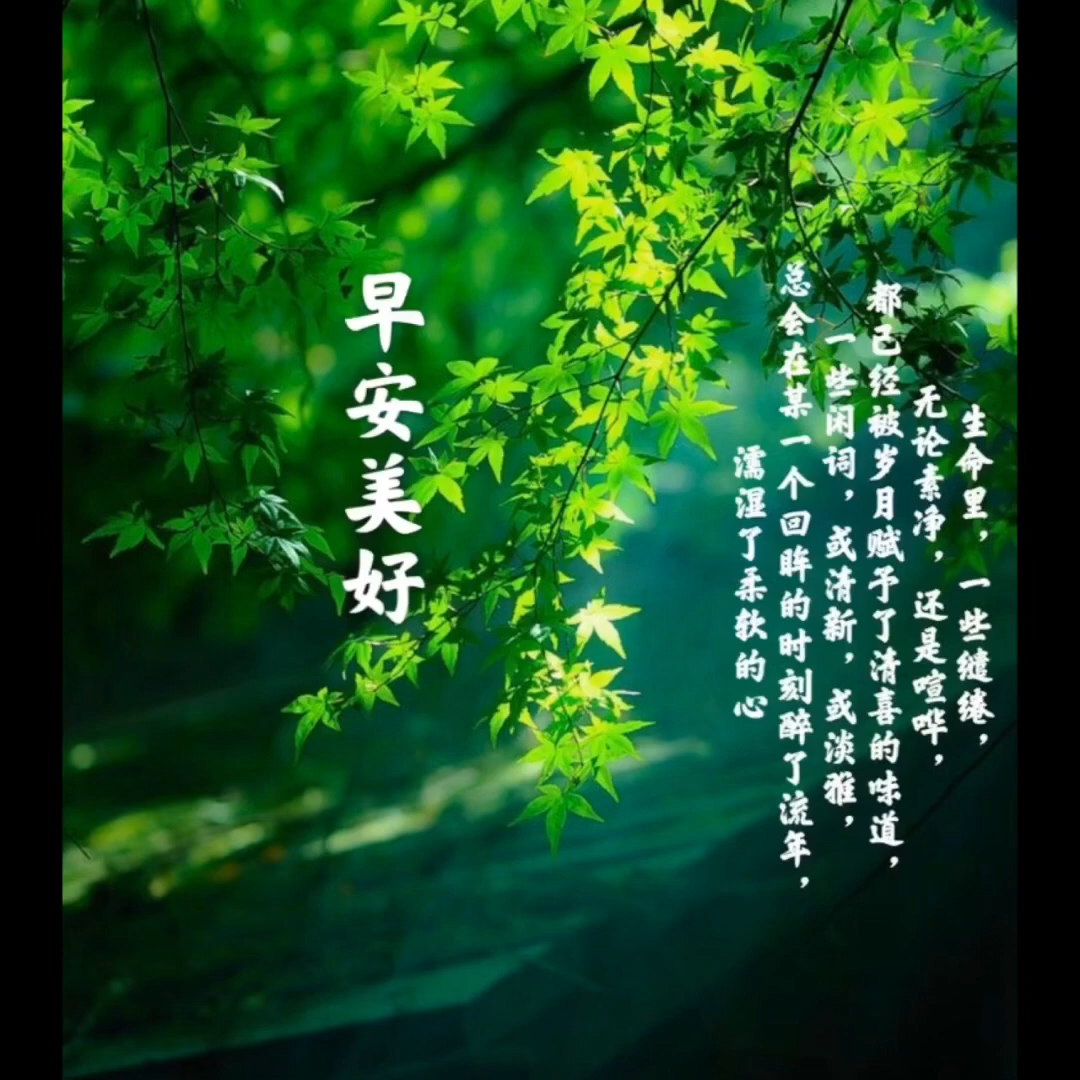 生命里，一些缱绻，
无论素净，还是喧哗，
都已经被岁月赋予了清喜的味道，
一些闲词，或清新，或淡雅，
总会在某一个回眸的时刻醉了流年，
濡湿了柔软的心
早安美好